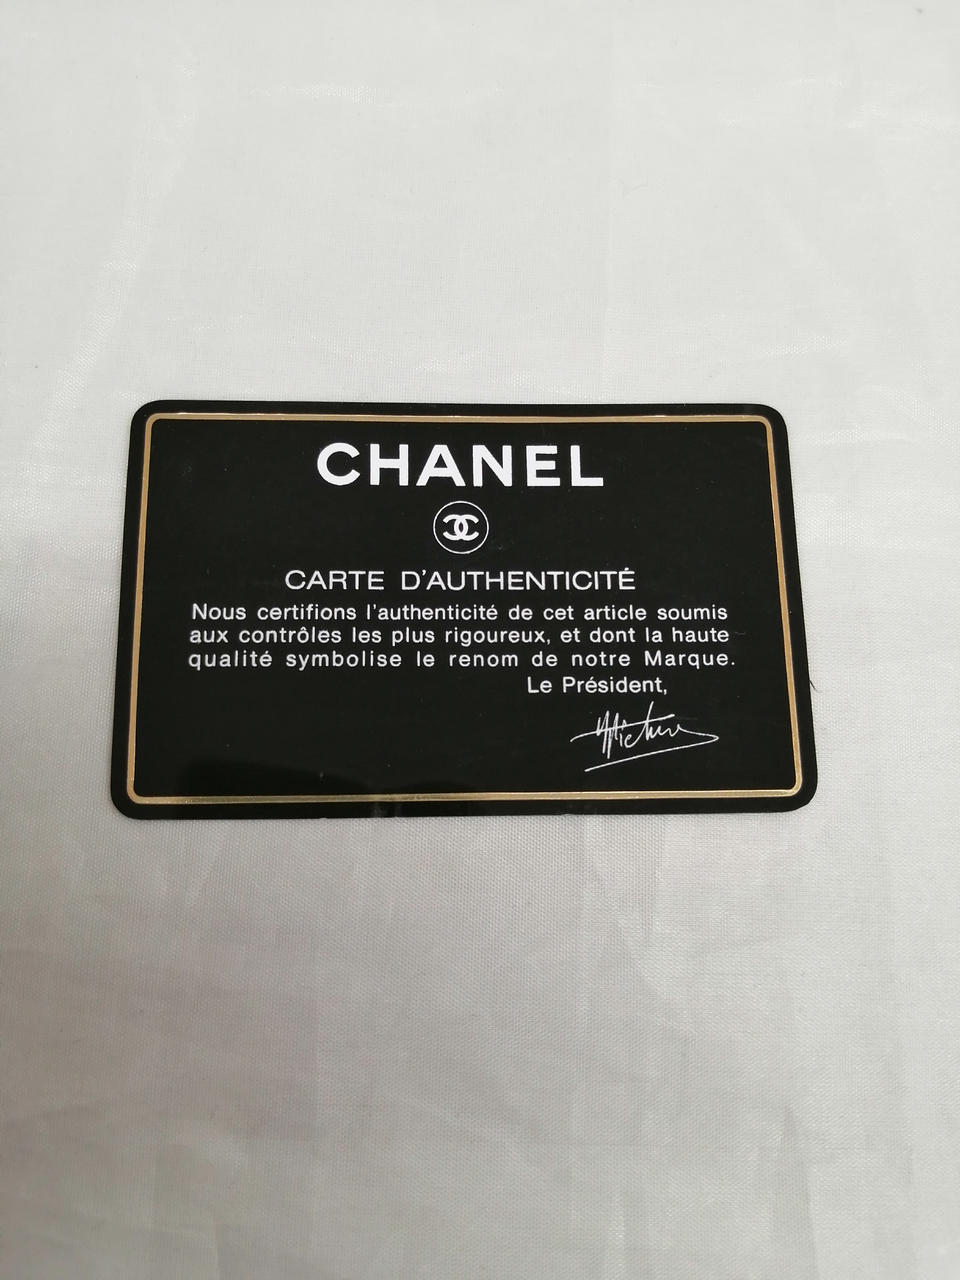 CHANEL
CARTE D'AUTHENTICITÉ
Nous certifions l'authenticité de cet article soumis
aux contrôles les plus rigoureux, et dont la haute
qualité symbolise le renom de notre Marque.
Le Président,